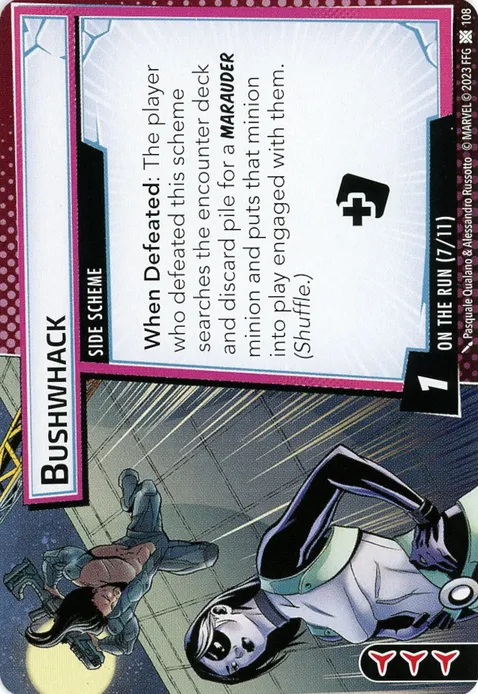 BUSHWHACK
SIDE SCHEME
When Defeated: The player
who defeated this scheme
searches the encounter deck
and discard pile for a MARAUDER
minion and puts that minion
into play engaged with them.
(Shuffle.)
1
ON THE RUN (7/11)
Pasquale Qualano & Alessandro Russotto © MARVEL © 2023 FFG 108